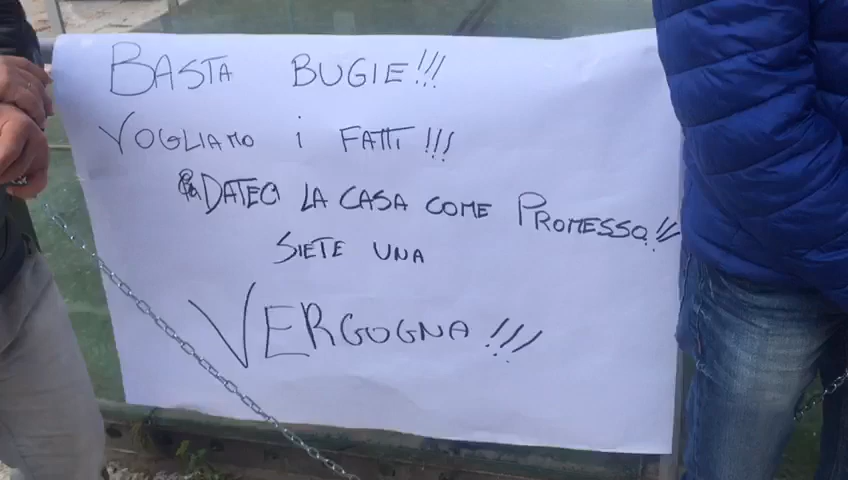 BASTA BUGIE!!!
VOGLIAMO i FATTI!!!
DATECI LA CASA COME PROMESSO!!!
SIETE UNA
VERGOGNA!!!